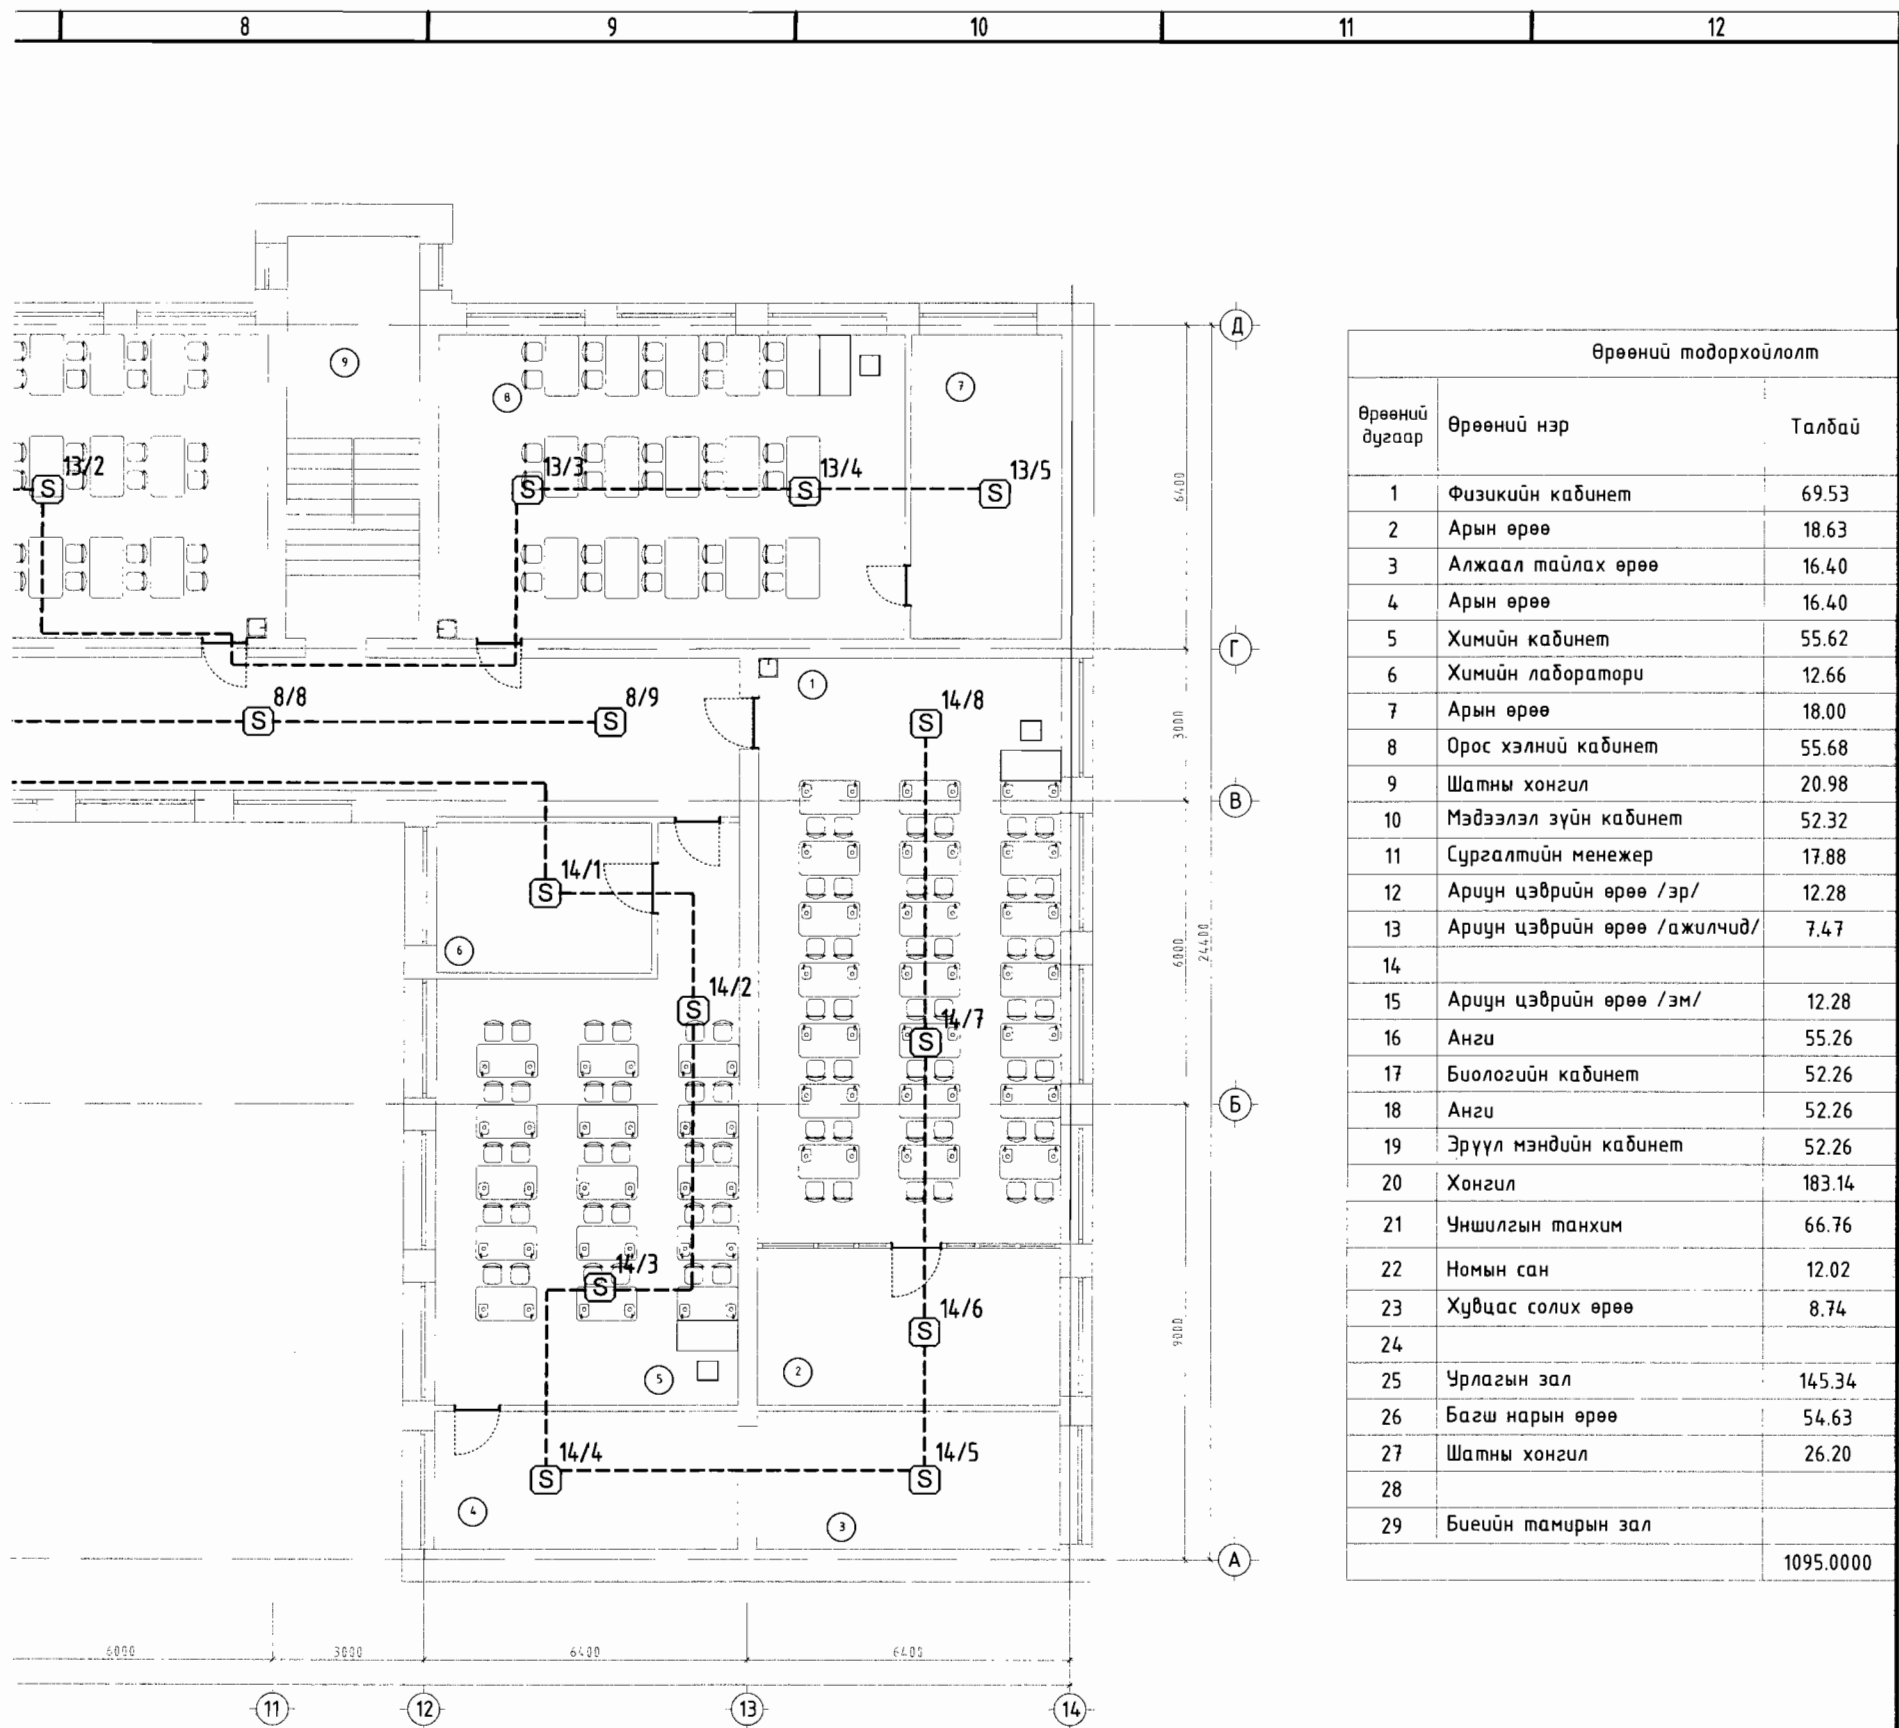 8 9 10 11 12
Өрөөний тодорхойлолт
Өрөөний дугаар Өрөөний нэр Талбай
1 Физикийн кабинет 69.53
2 Арын өрөө 18.63
3 Алжаал тайлах өрөө 16.40
4 Арын өрөө 16.40
5 Химийн кабинет 55.62
6 Химийн лаборатори 12.66
7 Арын өрөө 18.00
8 Орос хэлний кабинет 55.68
9 Шатны хонгил 20.98
10 Мэдээлэл зүйн кабинет 52.32
11 Сургалтийн менежер 17.88
12 Ариун цэврийн өрөө /эр/ 12.28
13 Ариун цэврийн өрөө /ажилчид/ 7.47
14
15 Ариун цэврийн өрөө /эм/ 12.28
16 Анги 55.26
17 Биологийн кабинет 52.26
18 Анги 52.26
19 Эрүүл мэндийн кабинет 52.26
20 Хонгил 183.14
21 Уншилгын танхим 66.76
22 Номын сан 12.02
23 Хувцас солих өрөө 8.74
24
25 Урлагын зал 145.34
26 Багш нарын өрөө 54.63
27 Шатны хонгил 26.20
28
29 Биеийн тамирын зал
1095.0000
Д
9
8
7
13/2 13/3 13/4 13/5
S S S S
6400
Г
1
8/8 8/9 14/8
S S S
3000
В
14/1
S
6
6000
24400
14/2
S
14/7
S
Б
14/3
S
14/6
S
9000
5
2
14/4 14/5
S S
4
3
А
6000 3000 6400 6400
11 12 13 14